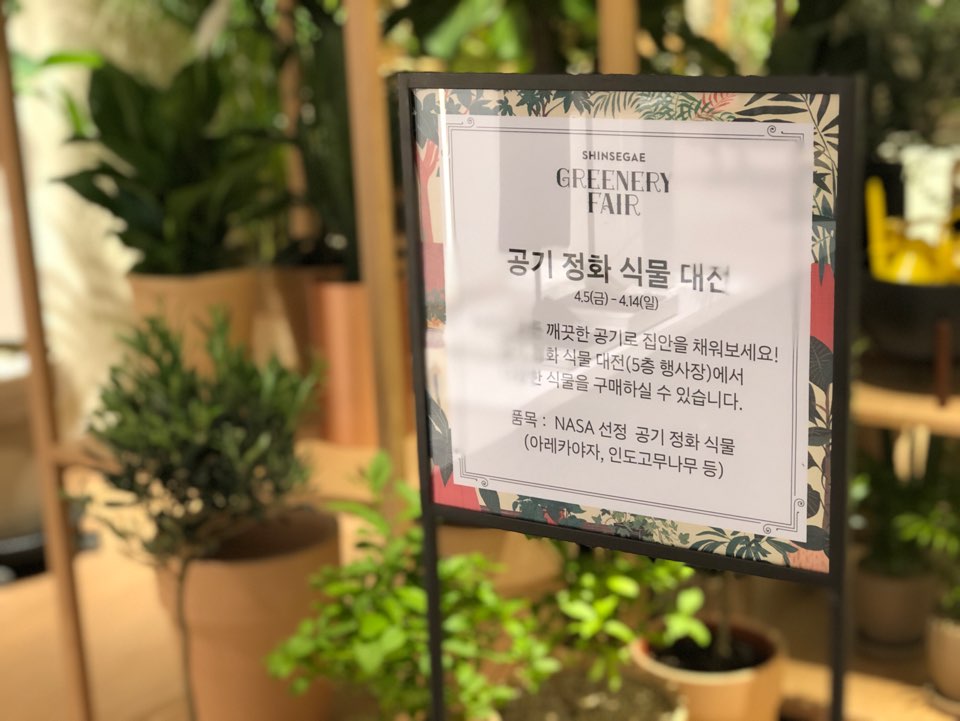 SHINSEGAE
GREENERY
FAIR
공기 정화 식물 대전
4.5(금) - 4.14(일)
깨끗한 공기로 집안을 채워보세요!
화 식물 대전(5층 행사장)에서
한 식물을 구매하실 수 있습니다.
품목 : NASA 선정 공기 정화 식물
(아레카야자, 인도고무나무 등)